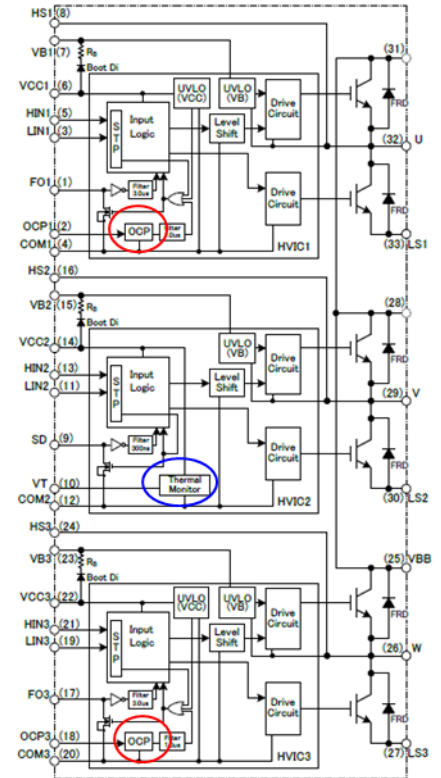 HS1 (8)
VB1 (7)
RB
Boot Di
(31)
VCC1 (6)
UVLO
(VCC)
UVLO
(VB)
Drive
Circuit
FRD
HIN1 (5)
LIN1 (3)
STP
Input
Logic
Level
Shift
(32) U
FO1 (1)
Filter
3.0us
Drive
Circuit
FRD
OCP1 (2)
OCP
COM1 (4)
HVIC1
(33) LS1
HS2 (16)
VB2 (15)
RB
Boot Di
(28)
VCC2 (14)
UVLO
(VB)
Drive
Circuit
FRD
HIN2 (13)
LIN2 (11)
STP
Input
Logic
Level
Shift
(29) V
SD (9)
Filter
300ns
Drive
Circuit
FRD
VT (10)
Thermal
Monitor
COM2 (12)
HVIC2
(30) LS2
HS3 (24)
VB3 (23)
RB
Boot Di
(25) VBB
VCC3 (22)
UVLO
(VCC)
UVLO
(VB)
Drive
Circuit
FRD
HIN3 (21)
LIN3 (19)
STP
Input
Logic
Level
Shift
(26) W
FO3 (17)
Filter
3.0us
Drive
Circuit
FRD
OCP3 (18)
OCP
COM3 (20)
HVIC3
(27) LS3